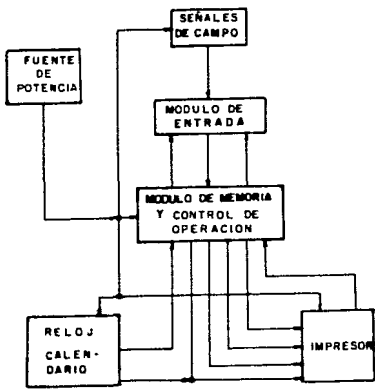 SEÑALES
DE CAMPO
FUENTE
DE
POTENCIA
MODULO DE
ENTRADA
MODULO DE MEMORIA
Y CONTROL DE
OPERACION
RELOJ
CALEN-
DARIO
IMPRESOR